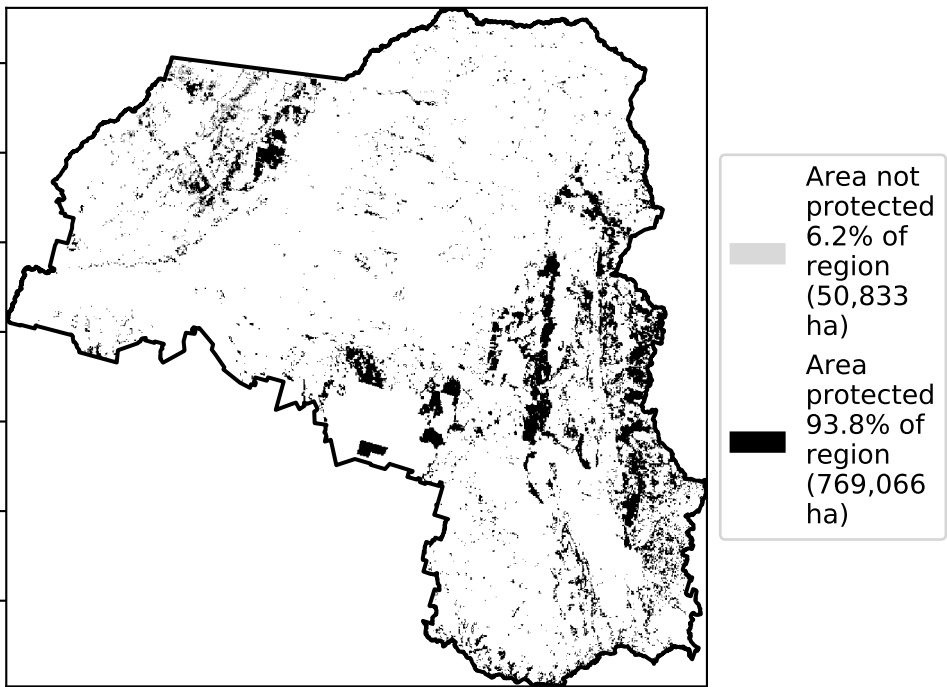 Area not
protected
6.2% of
region
(50,833
ha)
Area
protected
93.8% of
region
(769,066
ha)